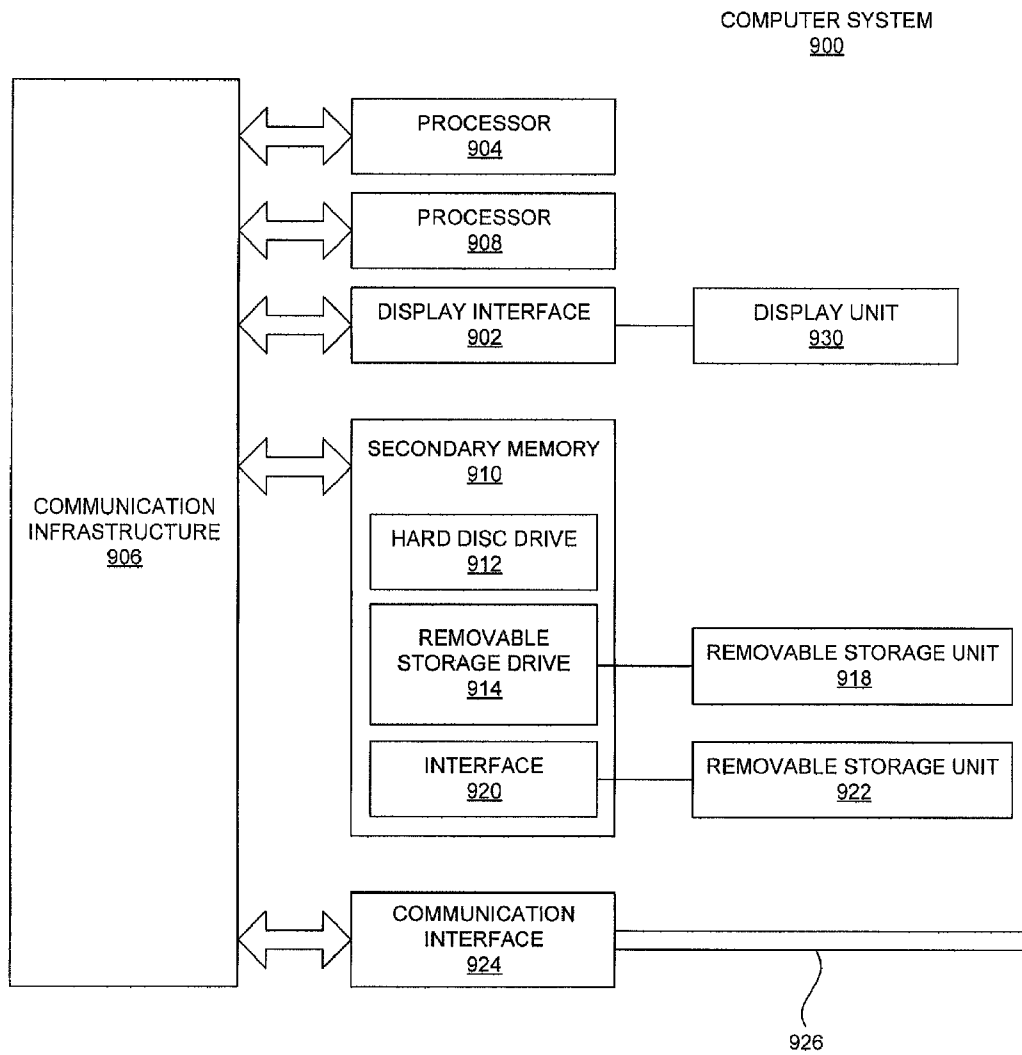 COMPUTER SYSTEM
900
PROCESSOR
904
PROCESSOR
908
DISPLAY INTERFACE
902
DISPLAY UNIT
930
SECONDARY MEMORY
910
COMMUNICATION
INFRASTRUCTURE
906
HARD DISC DRIVE
912
REMOVABLE
STORAGE DRIVE
914
REMOVABLE STORAGE UNIT
918
INTERFACE
920
REMOVABLE STORAGE UNIT
922
COMMUNICATION
INTERFACE
924
926